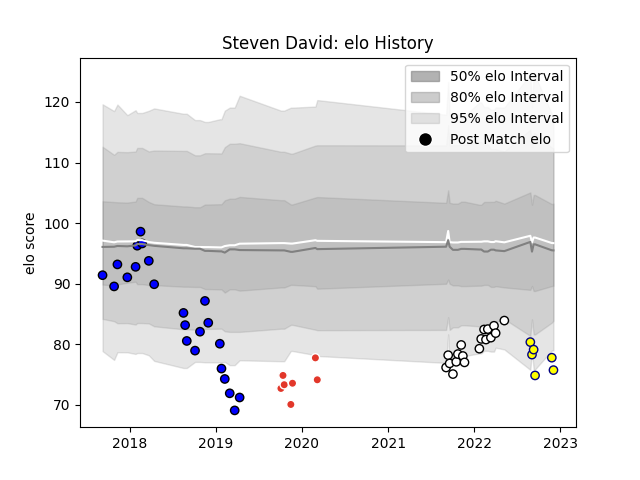 Steven David: elo History
50% elo Interval
80% elo Interval
95% elo Interval
Post Match elo
elo score
120
110
100
90
80
70
2018
2019
2020
2021
2022
2023